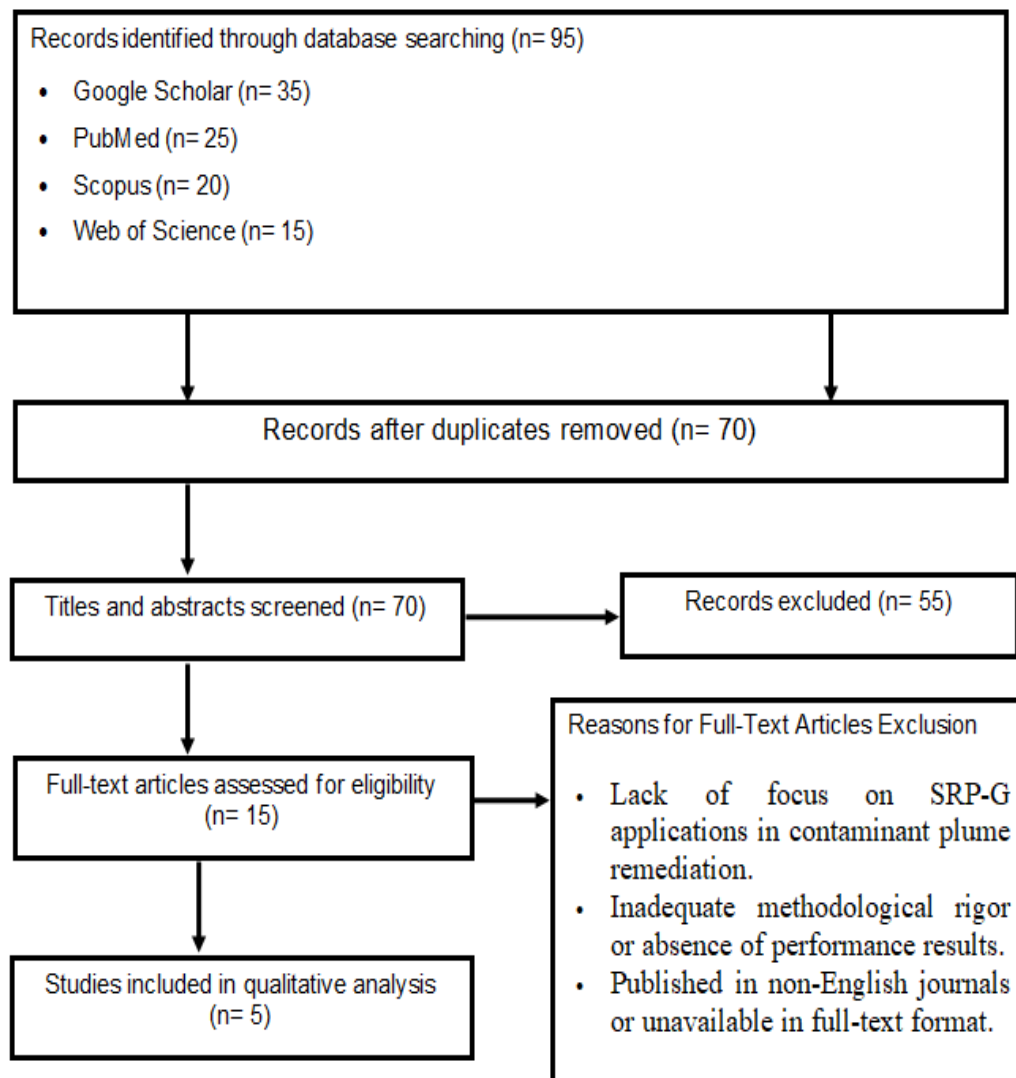 Records identified through database searching (n= 95)
• Google Scholar (n= 35)
• PubMed (n= 25)
• Scopus (n= 20)
• Web of Science (n= 15)
Records after duplicates removed (n= 70)
Titles and abstracts screened (n= 70)
Records excluded (n= 55)
Full-text articles assessed for eligibility
(n= 15)
Reasons for Full-Text Articles Exclusion
• Lack of focus on SRP-G
applications in contaminant plume
remediation.
• Inadequate methodological rigor
or absence of performance results.
• Published in non-English journals
or unavailable in full-text format.
Studies included in qualitative analysis
(n= 5)